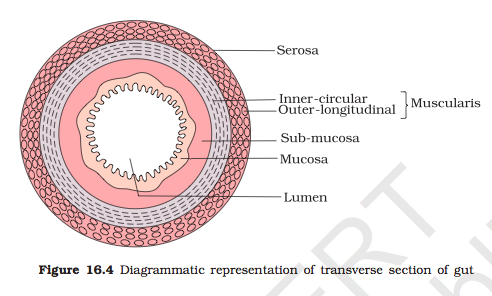 Serosa
Inner-circular
Outer-longitudinal
Muscularis
Sub-mucosa
Mucosa
Lumen
Figure 16.4 Diagrammatic representation of transverse section of gut